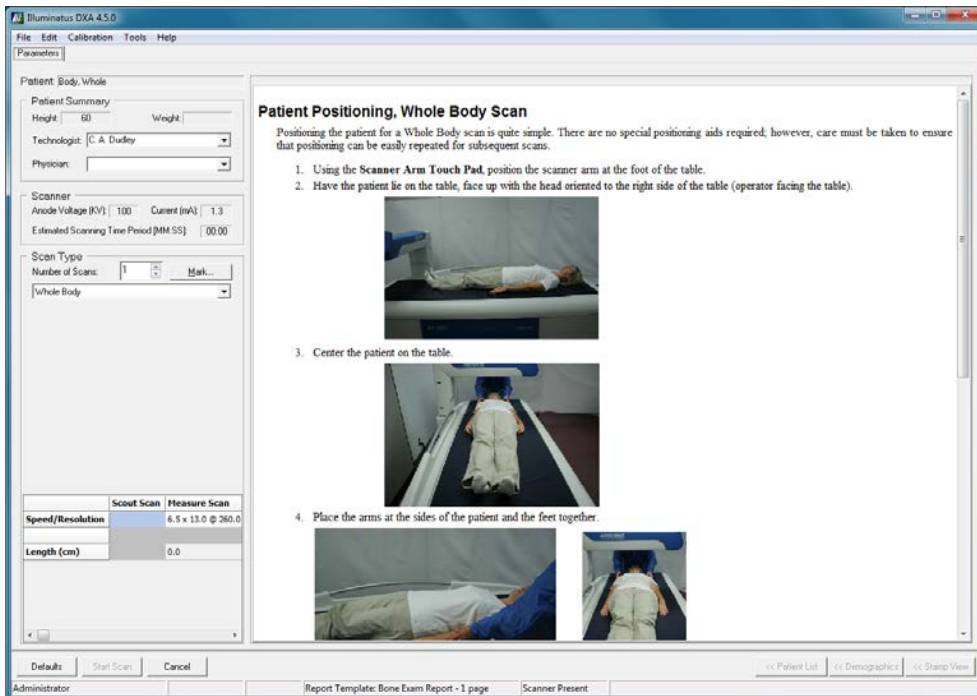 Illuminatus DXA 4.5.0
File Edit Calibration Tools Help
Parameters
Patient: Body, Whole
Patient Summary
Height: 60 Weight:
Technologist: C. A. Dudley
Physician:
Scanner
Anode Voltage (KV): 100 Current (mA): 1.3
Estimated Scanning Time Period [MM:SS]: 00:00
Scan Type
Number of Scans: 1 Mark...
Whole Body
Scout Scan Measure Scan
Speed/Resolution 6.5 x 13.0 @ 260.0
Length (cm) 0.0
Patient Positioning, Whole Body Scan
Positioning the patient for a Whole Body scan is quite simple. There are no special positioning aids required; however, care must be taken to ensure
that positioning can be easily repeated for subsequent scans.
1. Using the Scanner Arm Touch Pad, position the scanner arm at the foot of the table.
2. Have the patient lie on the table, face up with the head oriented to the right side of the table (operator facing the table).
3. Center the patient on the table.
4. Place the arms at the sides of the patient and the feet together.
Defaults Start Scan Cancel << Patient List << Demographics << Stamp View
Administrator Report Template: Bone Exam Report - 1 page Scanner Present